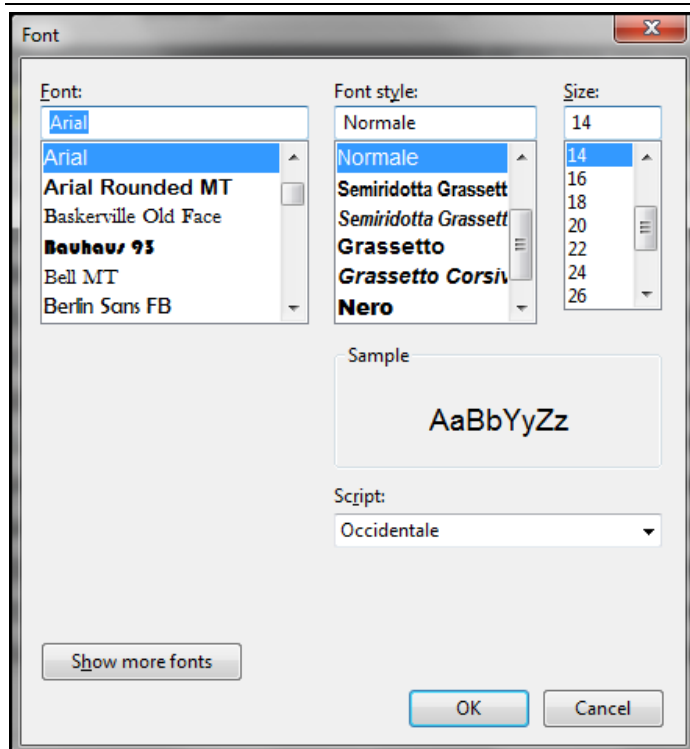 Font
Font:
Arial
Arial
Arial Rounded MT
Baskerville Old Face
Bauhaus 93
Bell MT
Berlin Sans FB
Font style:
Normale
Normale
Semiridotta Grassett
Semiridotta Grassett
Grassetto
Grassetto Corsiv
Nero
Size:
14
14
16
18
20
22
24
26
Sample
AaBbYyZz
Script:
Occidentale
Show more fonts
OK
Cancel